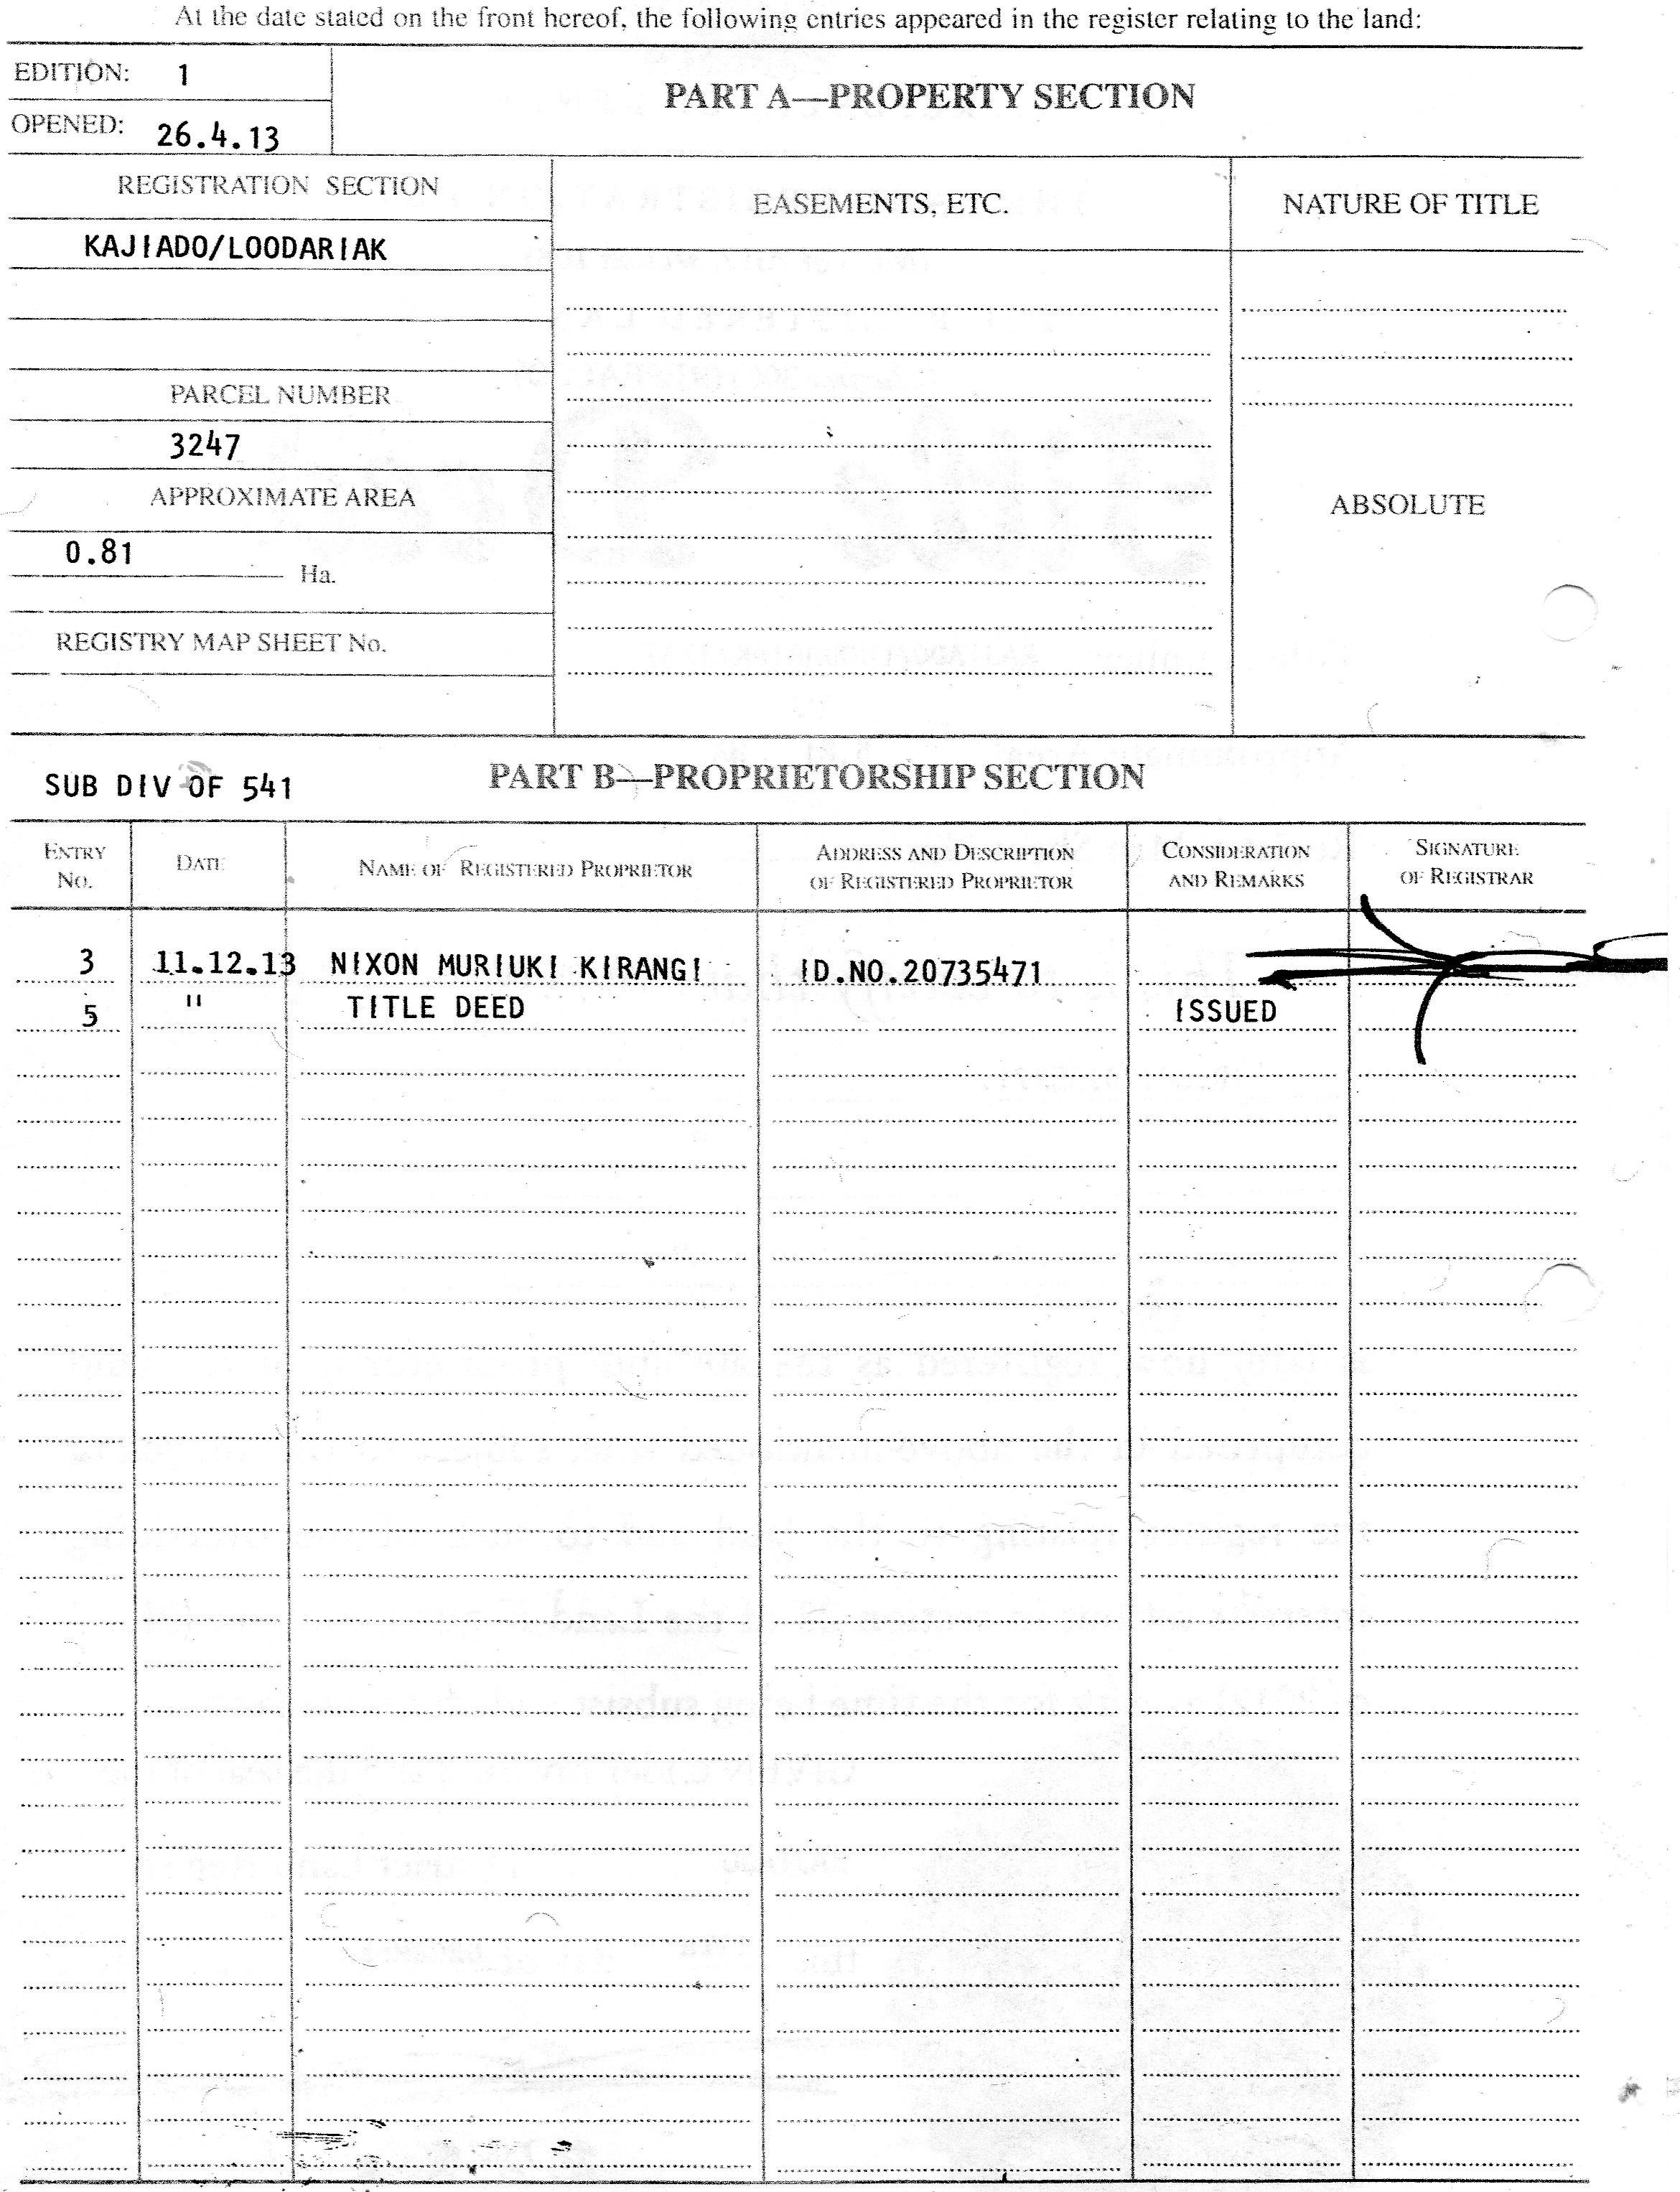 At the date stated on the front hereof, the following entries appeared in the register relating to the land:
EDITION: 1
OPENED: 26.4.13
PART A—PROPERTY SECTION
REGISTRATION SECTION
KAJIADO/LOODARIAK
PARCEL NUMBER
3247
APPROXIMATE AREA
0.81 Ha.
REGISTRY MAP SHEET No.
EASEMENTS, ETC.
NATURE OF TITLE
ABSOLUTE
SUB DIV OF 541
PART B—PROPRIETORSHIP SECTION
ENTRY No.
DATE
NAME OF REGISTERED PROPRIETOR
ADDRESS AND DESCRIPTION OF REGISTERED PROPRIETOR
CONSIDERATION AND REMARKS
SIGNATURE OF REGISTRAR
3 11.12.13 NIXON MURIUKI KIRANGI ID.NO.20735471
5 " TITLE DEED ISSUED